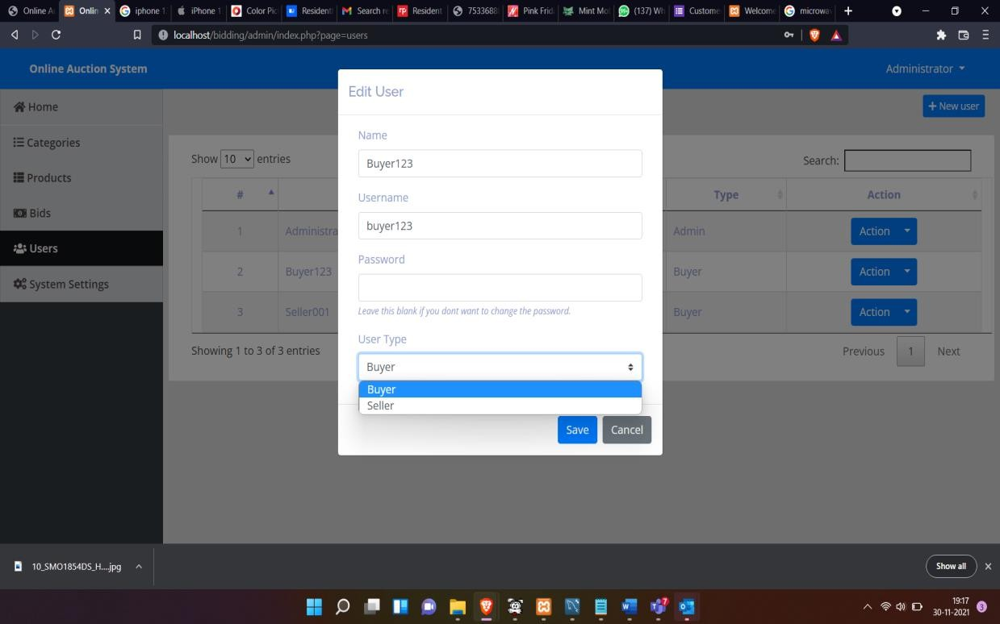 Online A
Onlin
iphone 1
iPhone 1
Color Pic
Resident
Search re
Resident
7533688
Pink Frid
Mint Mo
(137) Wh
Custome
Welcome
microwa
localhost/bidding/admin/index.php?page=users
Online Auction System
Administrator
Home
Categories
Products
Bids
Users
System Settings
+ New user
Show 10 entries
Search:
# Type Action
1 Administra Admin Action
2 Buyer123 Buyer Action
3 Seller001 Buyer Action
Showing 1 to 3 of 3 entries
Previous 1 Next
Edit User
Name
Buyer123
Username
buyer123
Password
Leave this blank if you dont want to change the password.
User Type
Buyer
Buyer
Seller
Save Cancel
10_SMO1854DS_H....jpg
Show all
7
19:17
30-11-2021
3